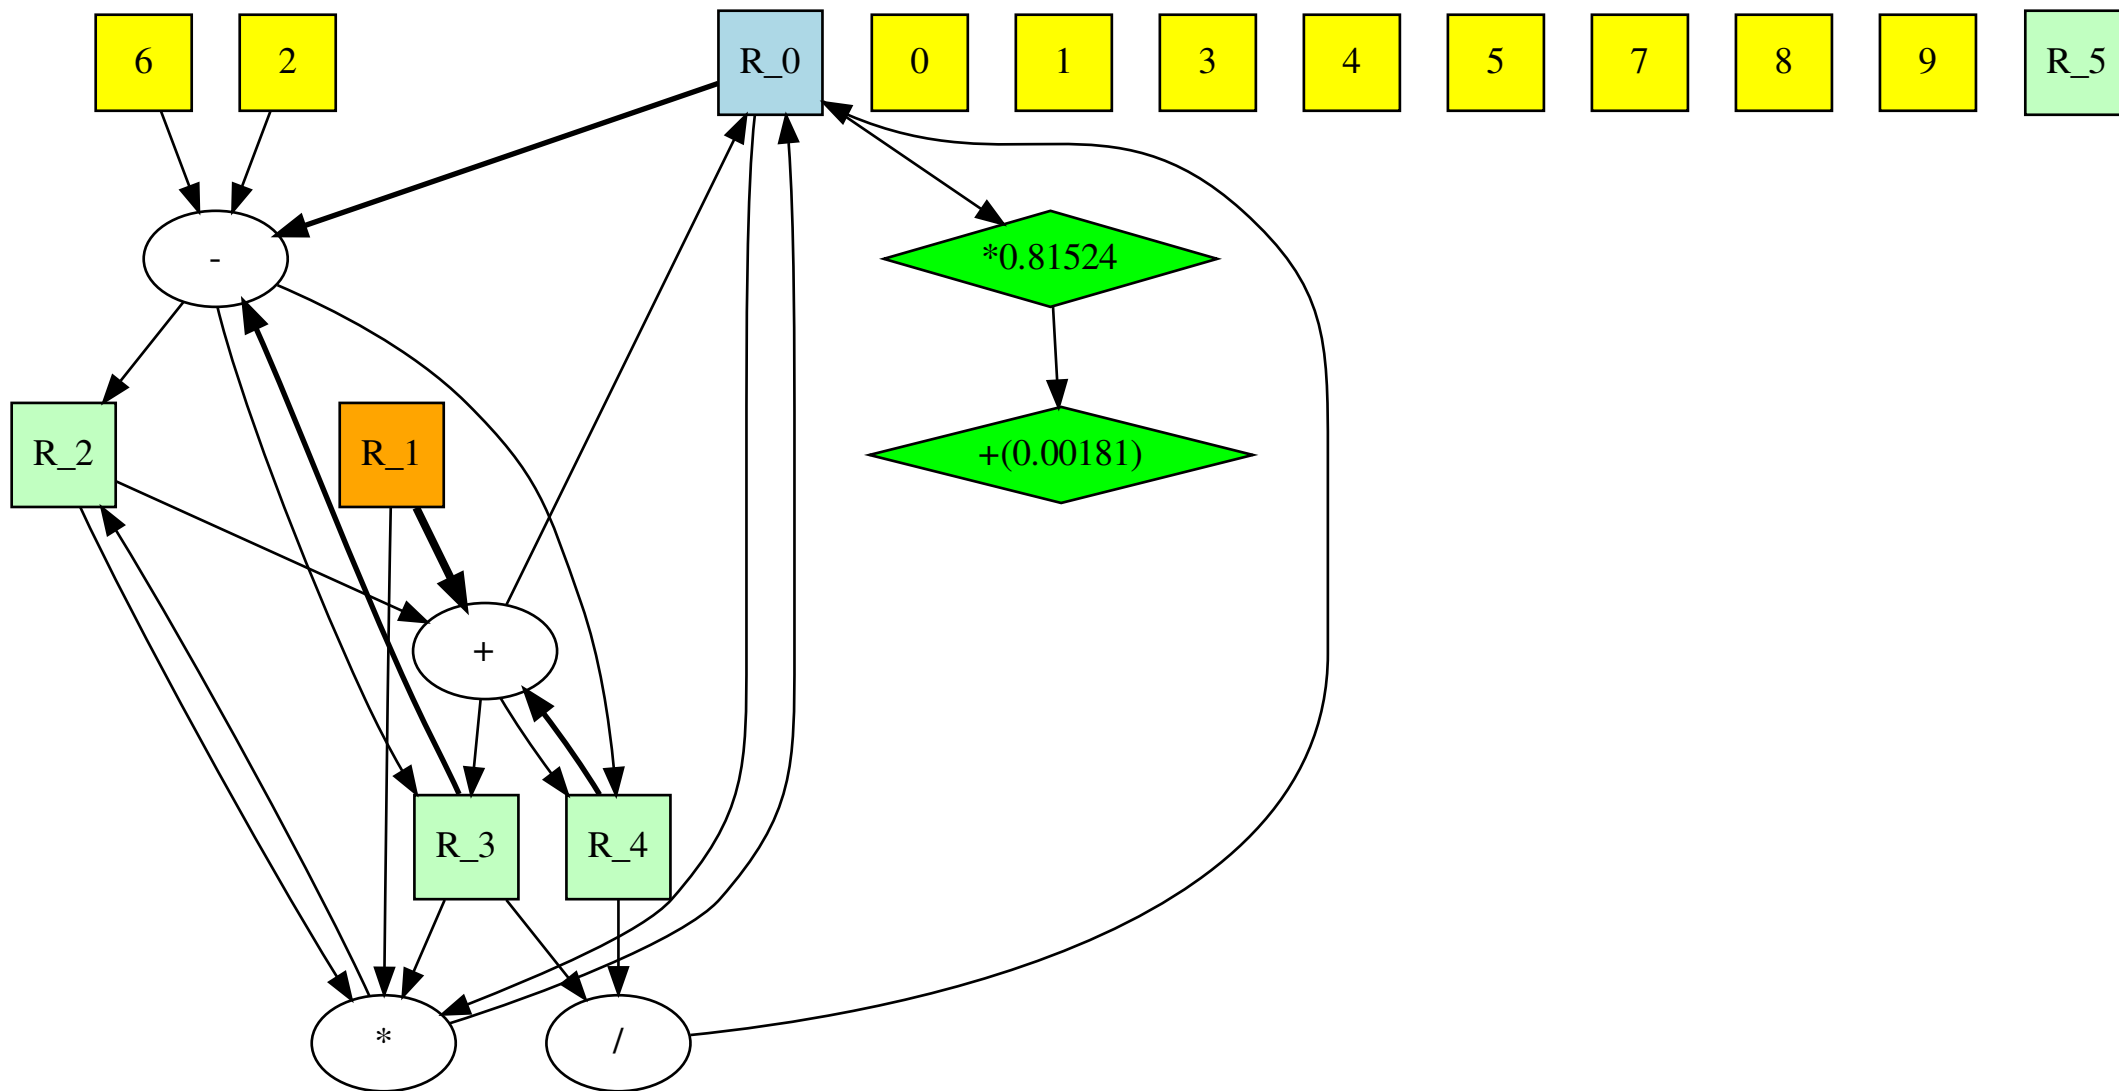 6 2 R_0 0 1 3 4 5 7 8 9 R_5
- *0.81524
R_2 R_1 +(0.00181)
+
R_3 R_4
* /